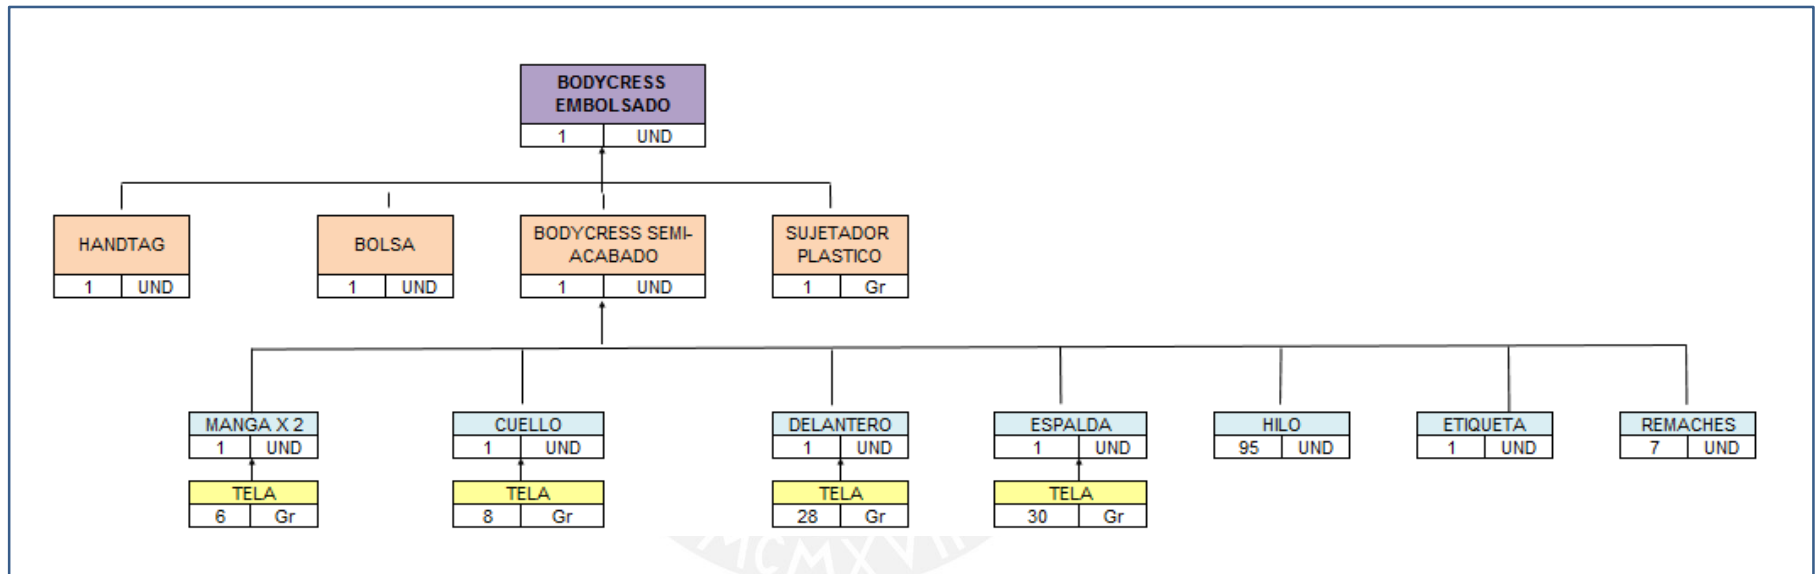 BODYCRESS
EMBOLSADO
1 UND
HANDTAG
1 UND
BOLSA
1 UND
BODYCRESS SEMI-
ACABADO
1 UND
SUJETADOR
PLASTICO
1 Gr
MANGA X 2
1 UND
CUELLO
1 UND
DELANTERO
1 UND
ESPALDA
1 UND
HILO
95 UND
ETIQUETA
1 UND
REMACHES
7 UND
TELA
6 Gr
TELA
8 Gr
TELA
28 Gr
TELA
30 Gr
MCMXVII